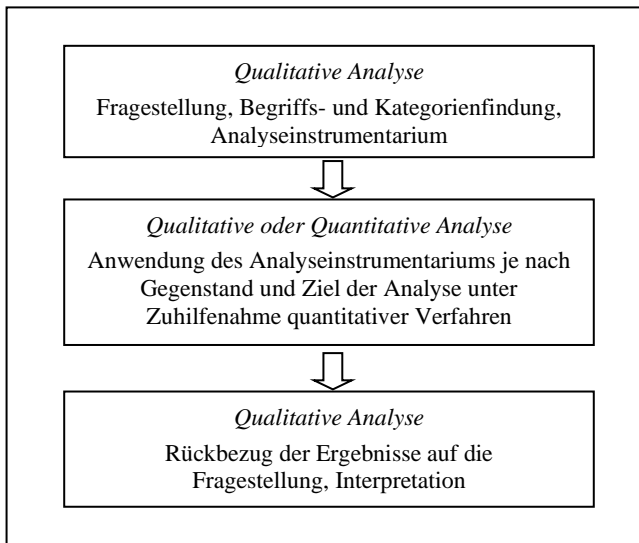 Qualitative Analyse
Fragestellung, Begriffs- und Kategorienfindung,
Analyseinstrumentarium
Qualitative oder Quantitative Analyse
Anwendung des Analyseinstrumentariums je nach
Gegenstand und Ziel der Analyse unter
Zuhilfenahme quantitativer Verfahren
Qualitative Analyse
Rückbezug der Ergebnisse auf die
Fragestellung, Interpretation